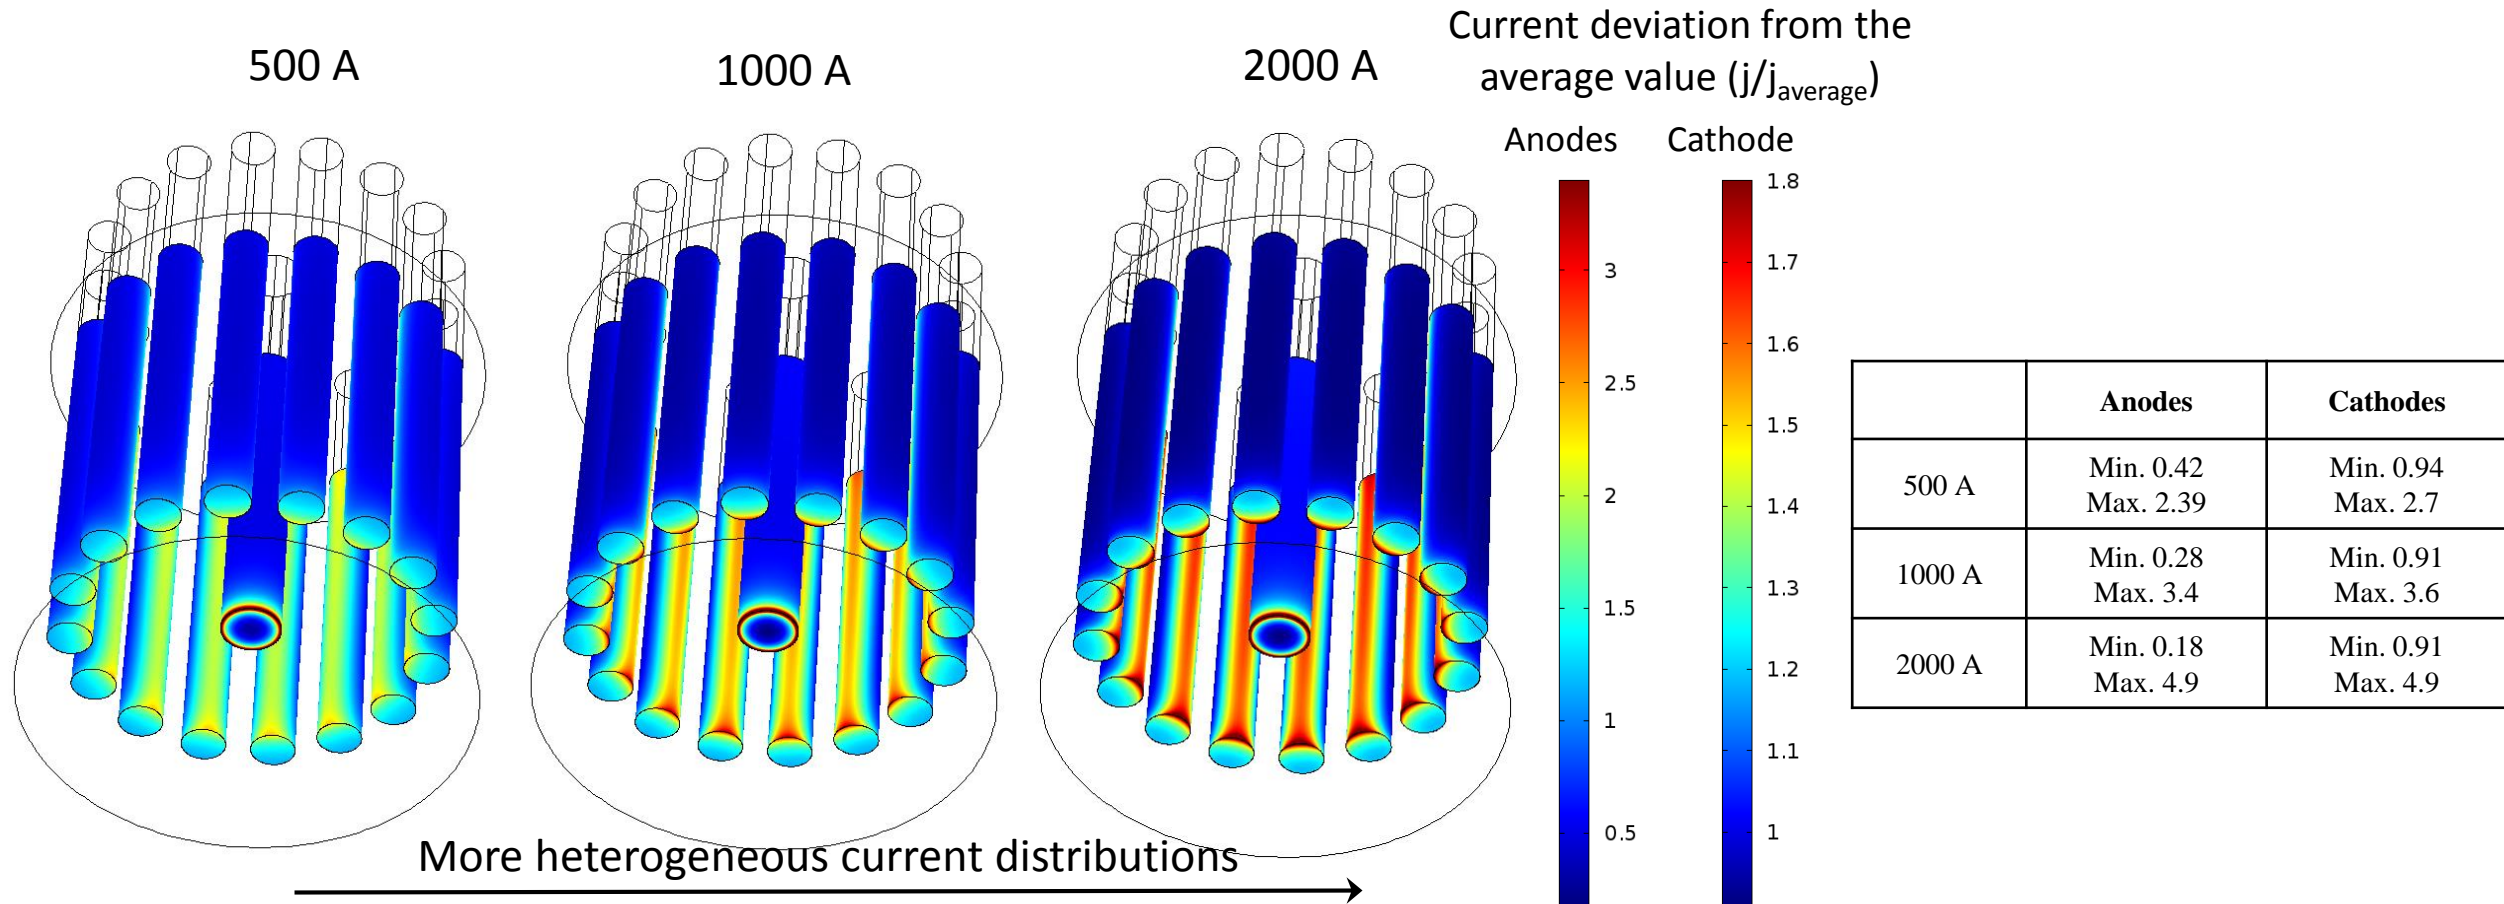 500 A
1000 A
2000 A
Current deviation from the
average value (j/javerage)
Anodes
Cathode
3
2.5
2
1.5
1
0.5
1.8
1.7
1.6
1.5
1.4
1.3
1.2
1.1
1
Anodes Cathodes
500 A
Min. 0.42 Min. 0.94
Max. 2.39 Max. 2.7
1000 A
Min. 0.28 Min. 0.91
Max. 3.4 Max. 3.6
2000 A
Min. 0.18 Min. 0.91
Max. 4.9 Max. 4.9
More heterogeneous current distributions